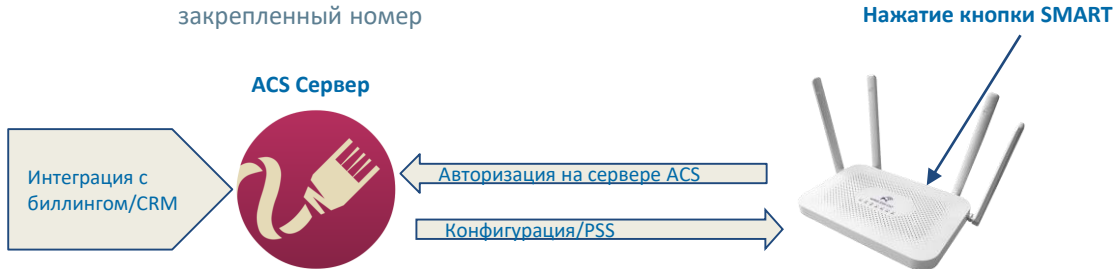 закрепленный номер
Нажатие кнопки SMART
ACS Сервер
Интеграция с
биллингом/CRM
Авторизация на сервере ACS
Конфигурация/PSS